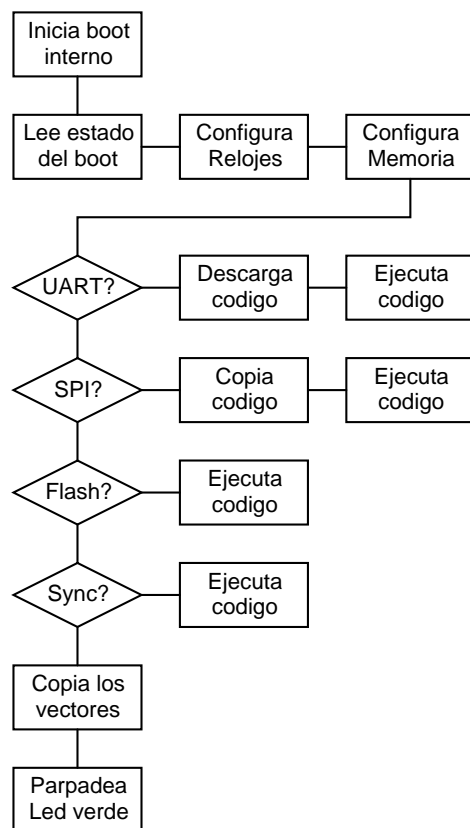 Inicia boot
interno
Lee estado
del boot
Configura
Relojes
Configura
Memoria
UART?
Descarga
codigo
Ejecuta
codigo
SPI?
Copia
codigo
Ejecuta
codigo
Flash?
Ejecuta
codigo
Sync?
Ejecuta
codigo
Copia los
vectores
Parpadea
Led verde